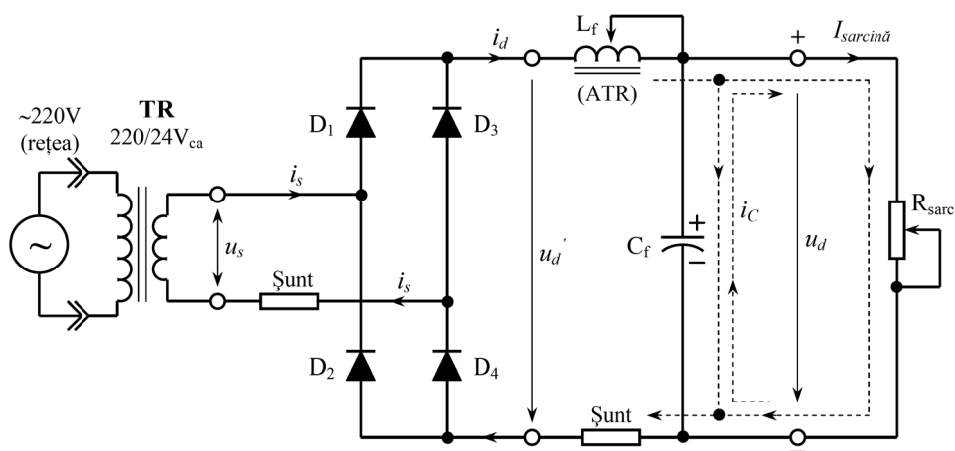 ~220V
(rețea)
TR
220/24Vca
~
is
us
Șunt
is
D1
D3
D2
D4
id
Lf
(ATR)
ud'
Cf
+
−
iC
+
Isarcină
ud
Rsarc
Șunt
−